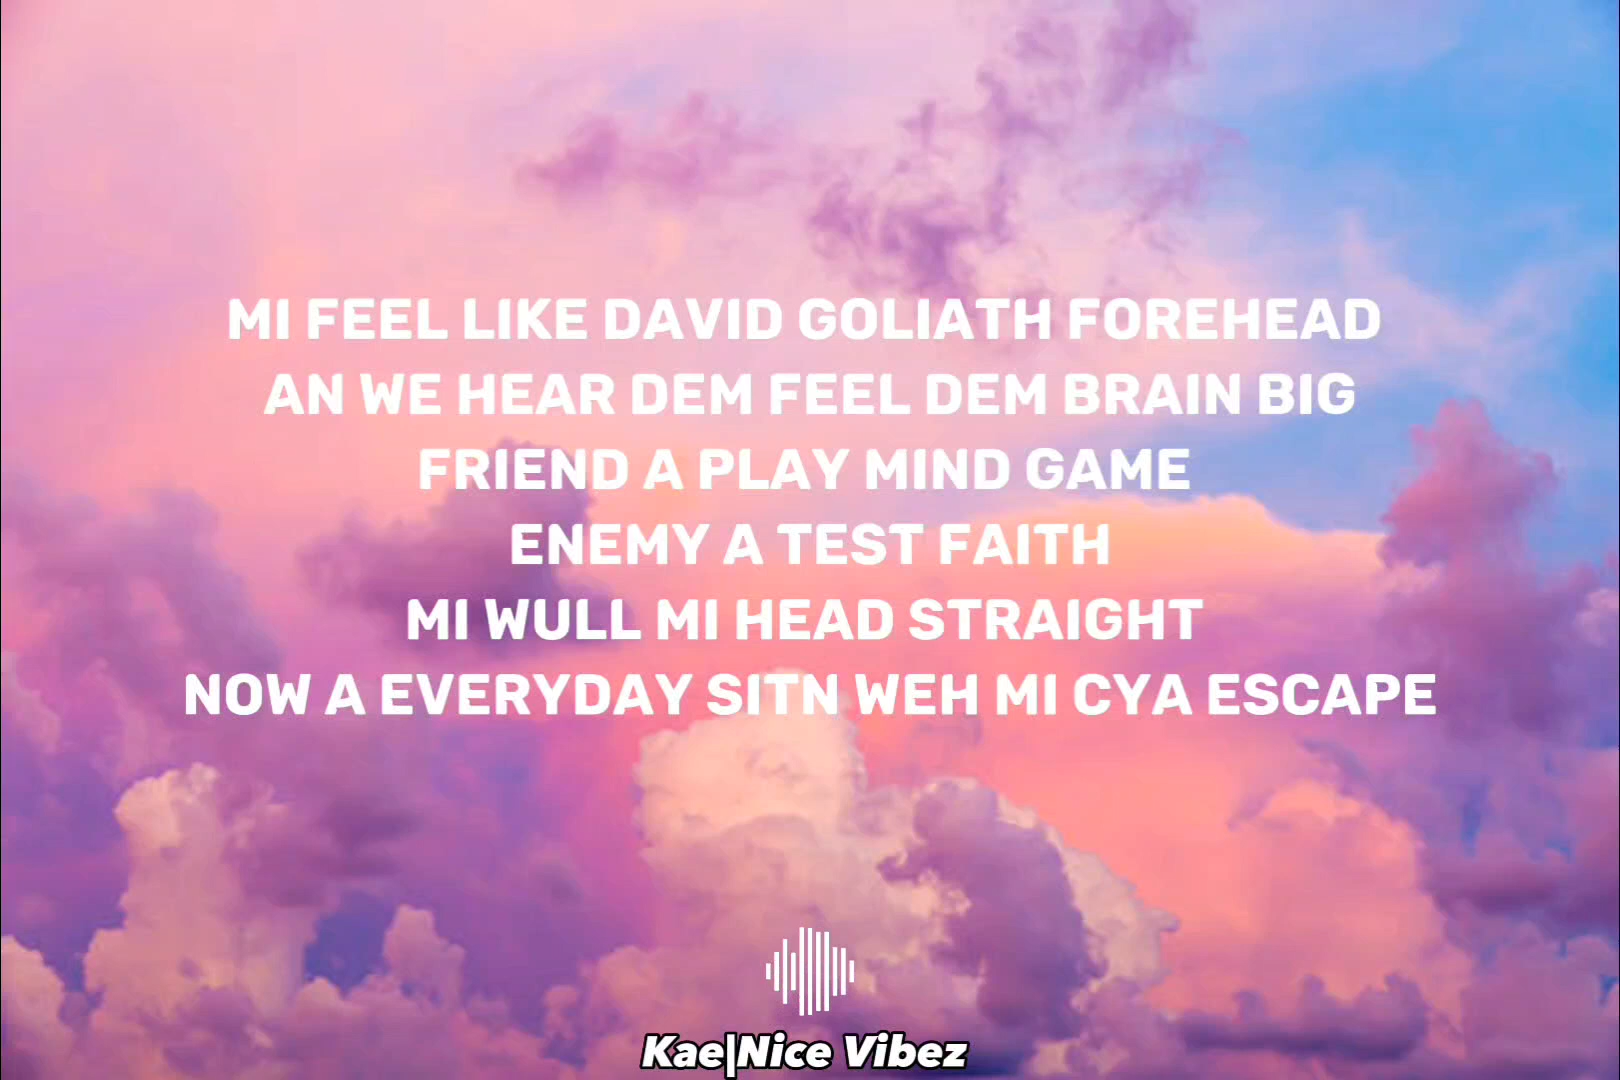 MI FEEL LIKE DAVID GOLIATH FOREHEAD
AN WE HEAR DEM FEEL DEM BRAIN BIG
FRIEND A PLAY MIND GAME
ENEMY A TEST FAITH
MI WULL MI HEAD STRAIGHT
NOW A EVERYDAY SITN WEH MI CYA ESCAPE
Kae|Nice Vibez